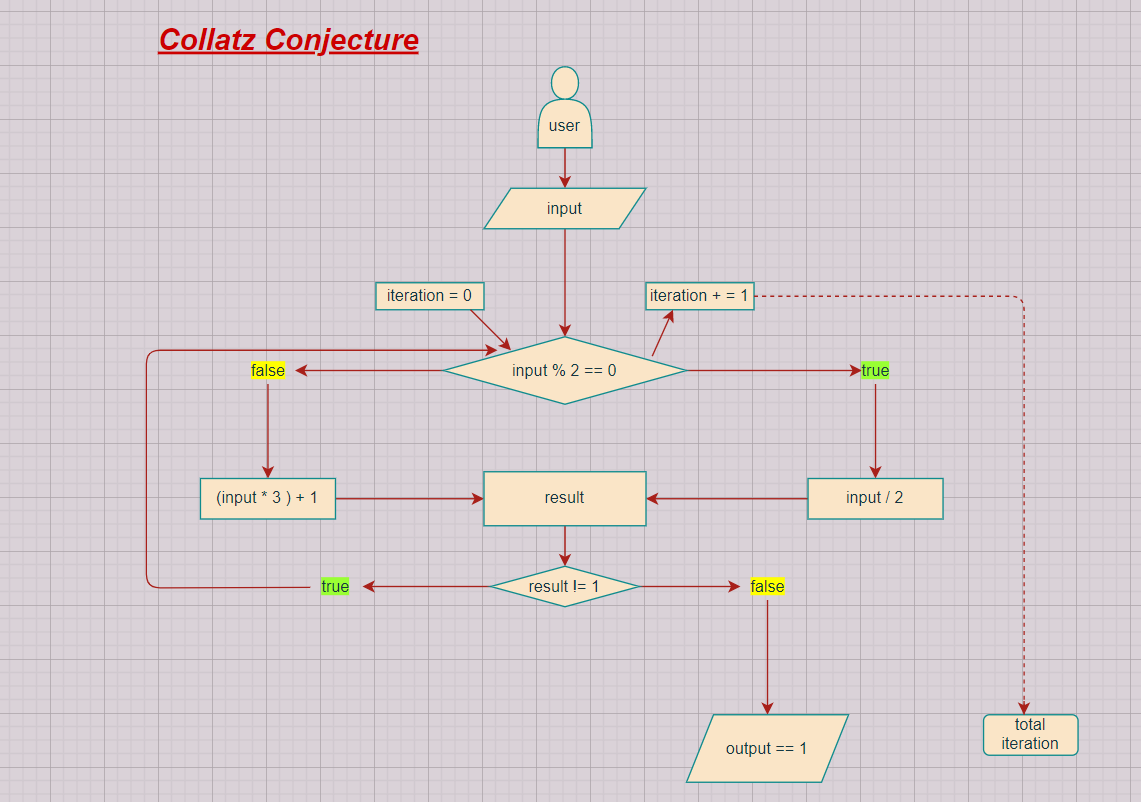 Collatz Conjecture
user
input
iteration = 0
iteration + = 1
false
input % 2 == 0
true
(input * 3 ) + 1
result
input / 2
true
result != 1
false
output == 1
total
iteration